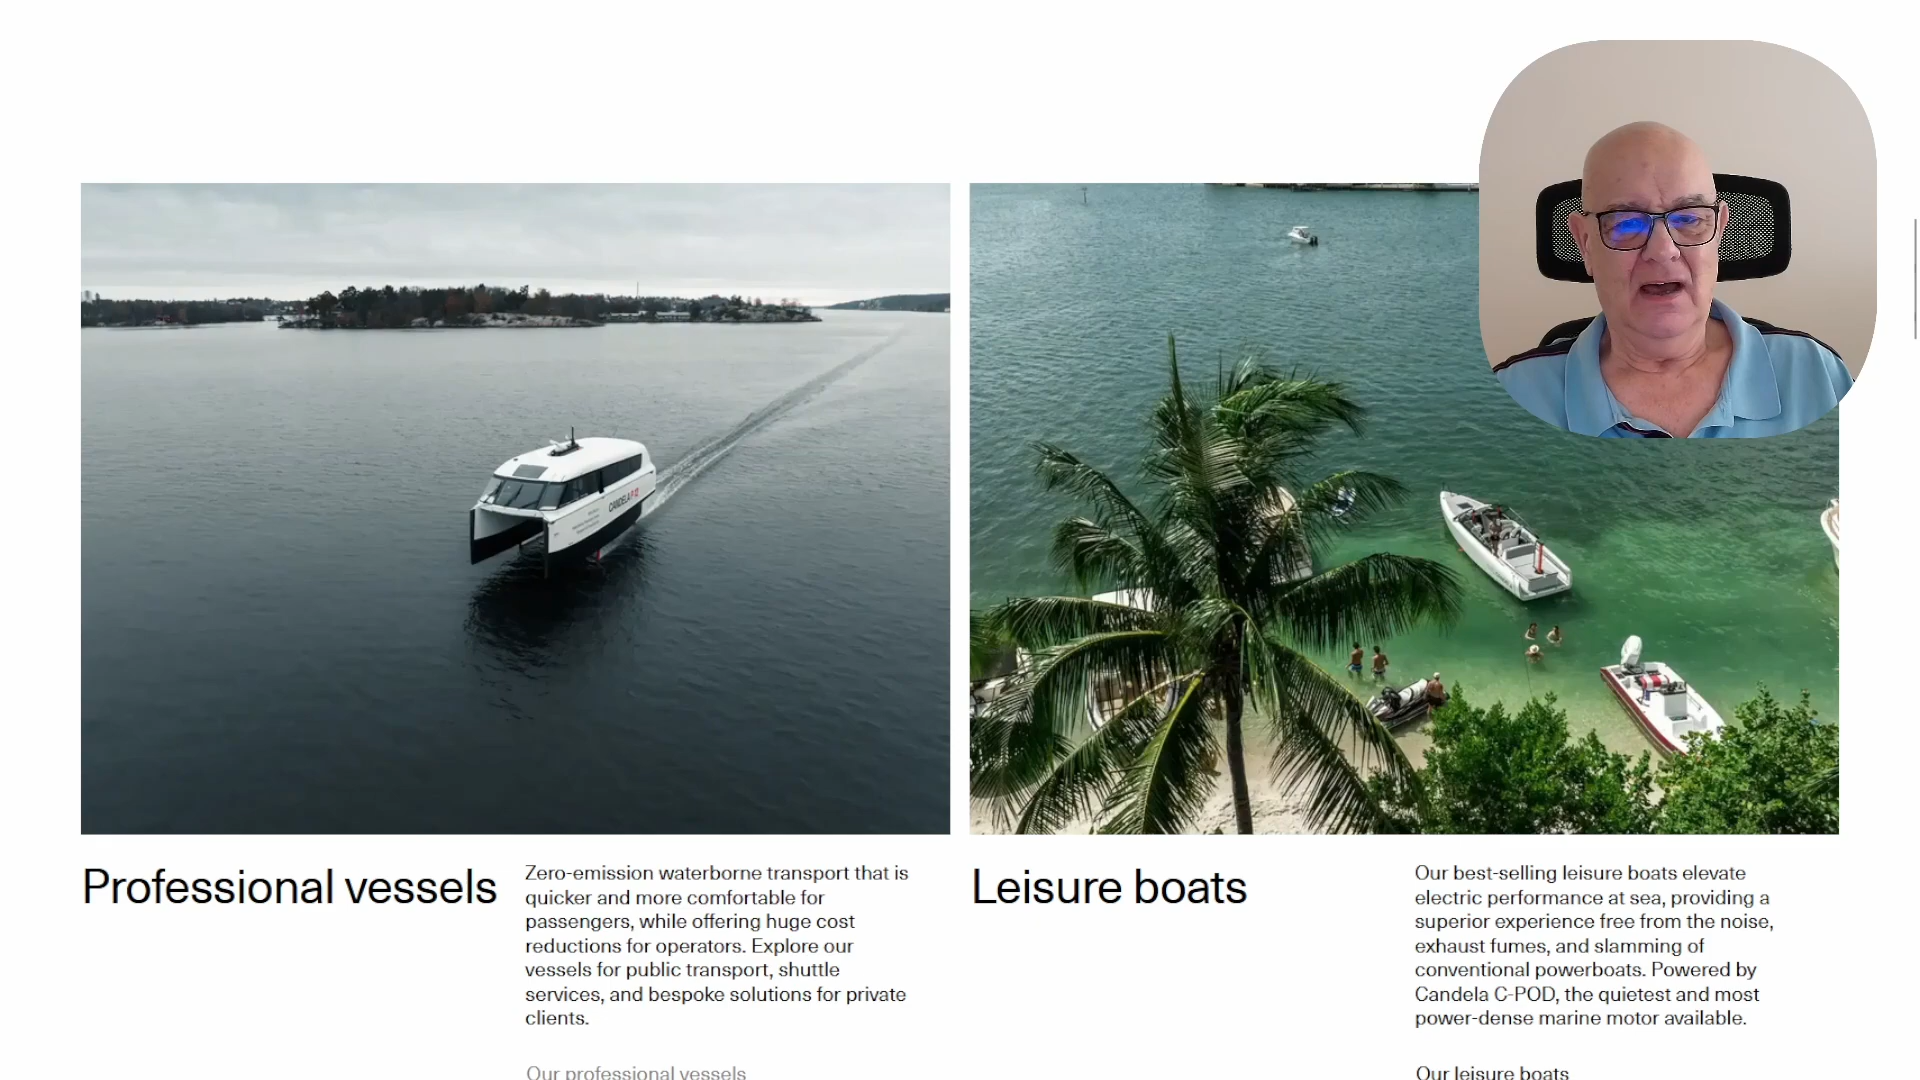 CANDELA P-12
Professional vessels
Zero-emission waterborne transport that is
quicker and more comfortable for
passengers, while offering huge cost
reductions for operators. Explore our
vessels for public transport, shuttle
services, and bespoke solutions for private
clients.
Our professional vessels
Leisure boats
Our best-selling leisure boats elevate
electric performance at sea, providing a
superior experience free from the noise,
exhaust fumes, and slamming of
conventional powerboats. Powered by
Candela C-POD, the quietest and most
power-dense marine motor available.
Our leisure boats